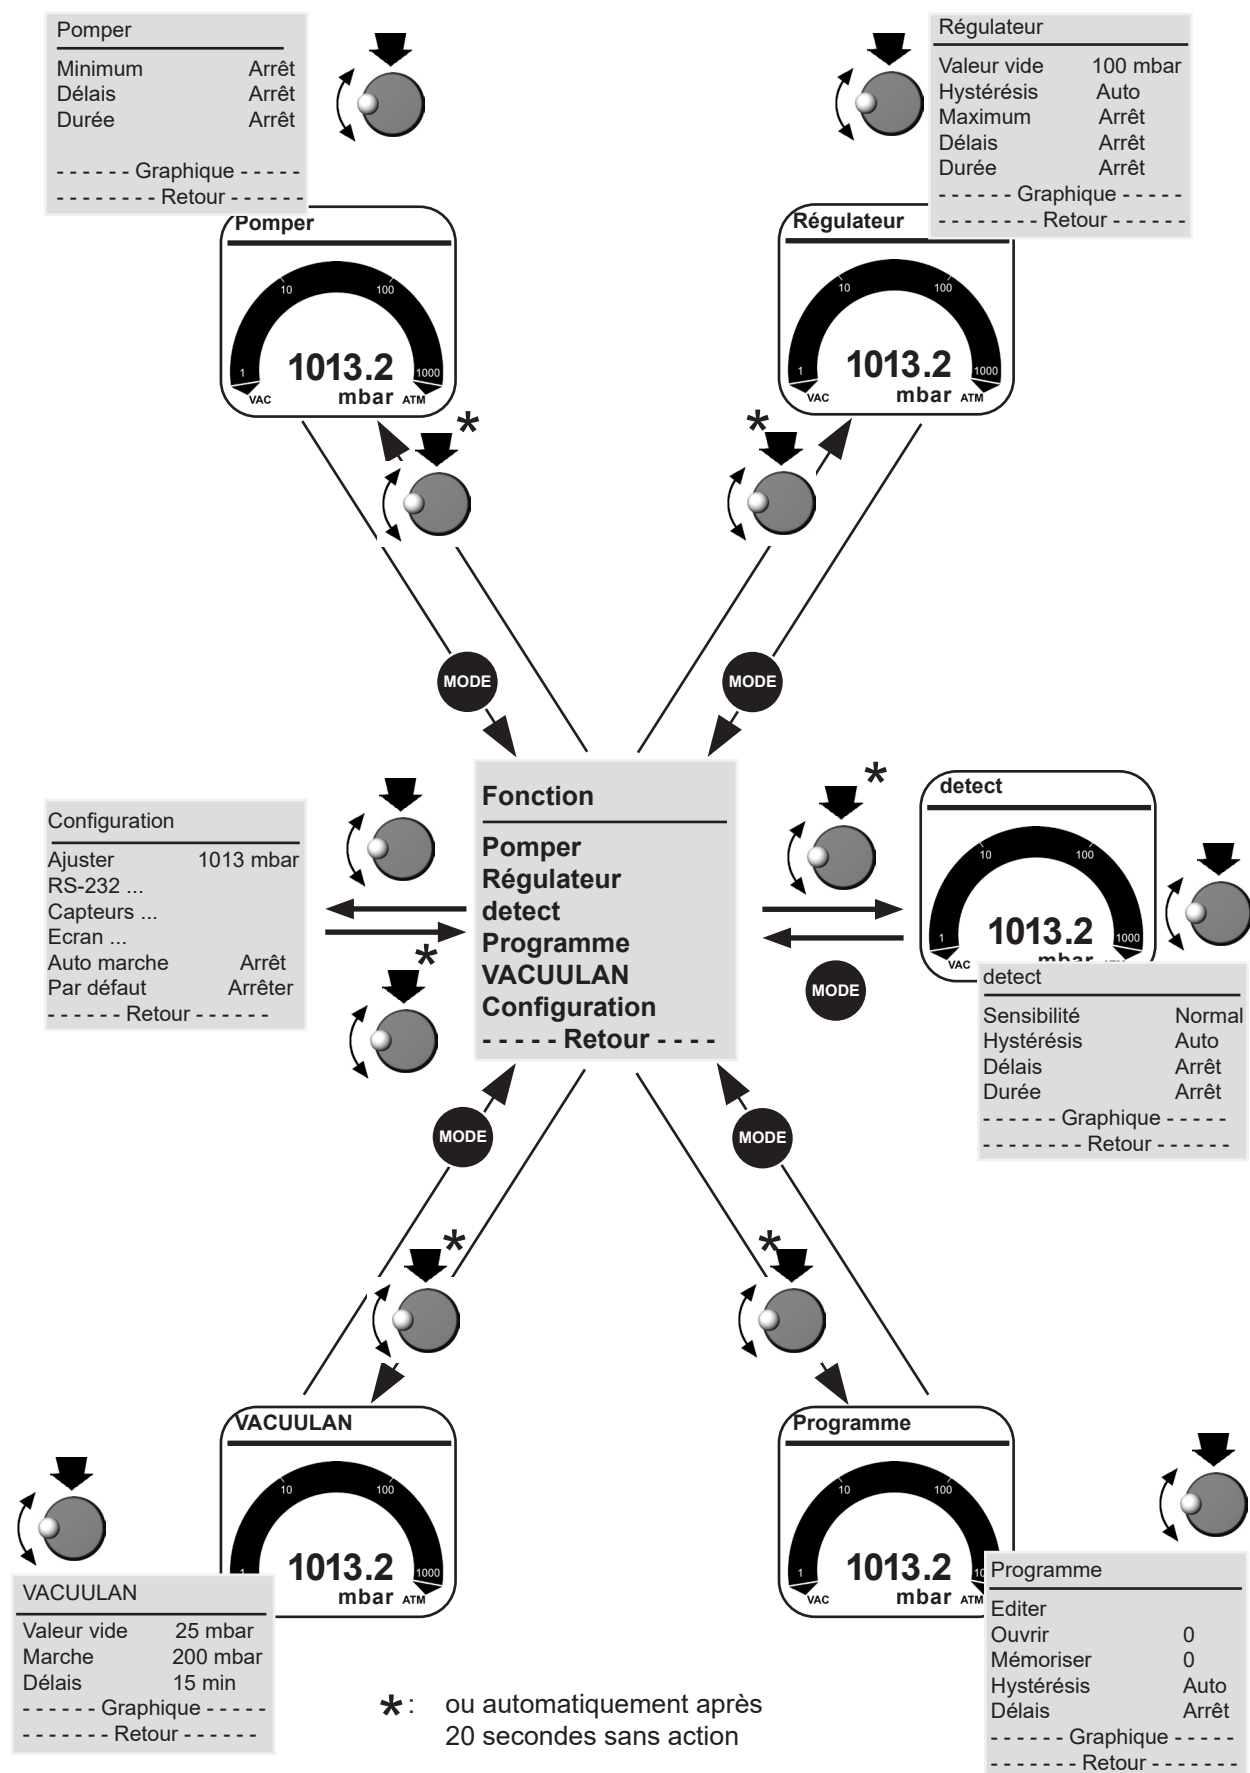 Pomper
Minimum Arrêt
Délais Arrêt
Durée Arrêt
- - - - - - Graphique - - - - -
- - - - - - - - Retour - - - - - -
Pomper
10 100
1 1013.2 1000
VAC mbar ATM
Régulateur
Valeur vide 100 mbar
Hystérésis Auto
Maximum Arrêt
Délais Arrêt
Durée Arrêt
- - - - - - Graphique - - - - -
- - - - - - - - Retour - - - - - -
Régulateur
10 100
1 1013.2 1000
VAC mbar ATM
*
*
MODE
MODE
Configuration
Ajuster 1013 mbar
RS-232 ...
Capteurs ...
Ecran ...
Auto marche Arrêt
Par défaut Arrêter
- - - - - - Retour - - - - - -
*
Fonction
Pomper
Régulateur
detect
Programme
VACUULAN
Configuration
- - - - - Retour - - - -
*
MODE
detect
10 100
1 1013.2 1000
VAC mbar ATM
detect
Sensibilité Normal
Hystérésis Auto
Délais Arrêt
Durée Arrêt
- - - - - - Graphique - - - - -
- - - - - - - - Retour - - - - - -
MODE
MODE
*
*
VACUULAN
10 100
1013.2 1000
mbar ATM
VACUULAN
Valeur vide 25 mbar
Marche 200 mbar
Délais 15 min
- - - - - - Graphique - - - - -
- - - - - - - Retour - - - - - -
Programme
10 100
1 1013.2 10
VAC mbar ATM
Programme
Editer
Ouvrir 0
Mémoriser 0
Hystérésis Auto
Délais Arrêt
- - - - - - Graphique - - - - -
- - - - - - - Retour - - - - - - -
* : ou automatiquement après
20 secondes sans action